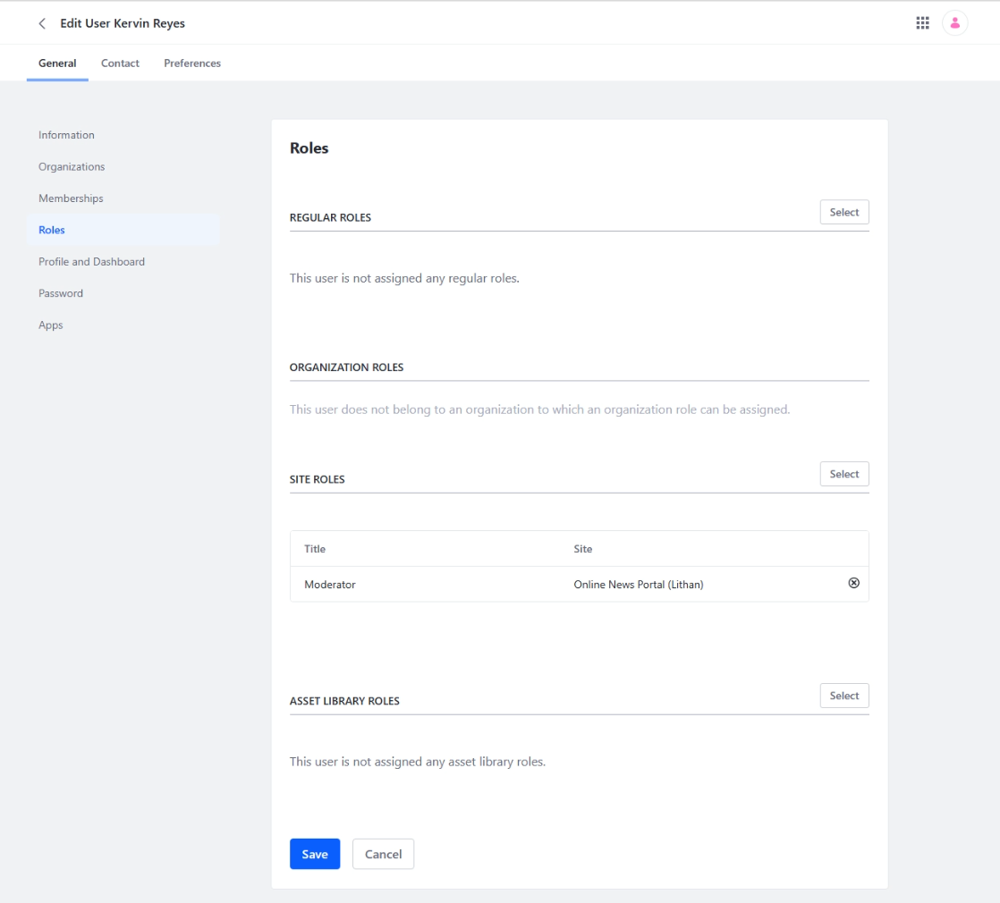 Edit User Kervin Reyes
General Contact Preferences
Information
Organizations
Memberships
Roles
Profile and Dashboard
Password
Apps
Roles
REGULAR ROLES Select
This user is not assigned any regular roles.
ORGANIZATION ROLES
This user does not belong to an organization to which an organization role can be assigned.
SITE ROLES Select
Title Site
Moderator Online News Portal (Lithan)
ASSET LIBRARY ROLES Select
This user is not assigned any asset library roles.
Save Cancel